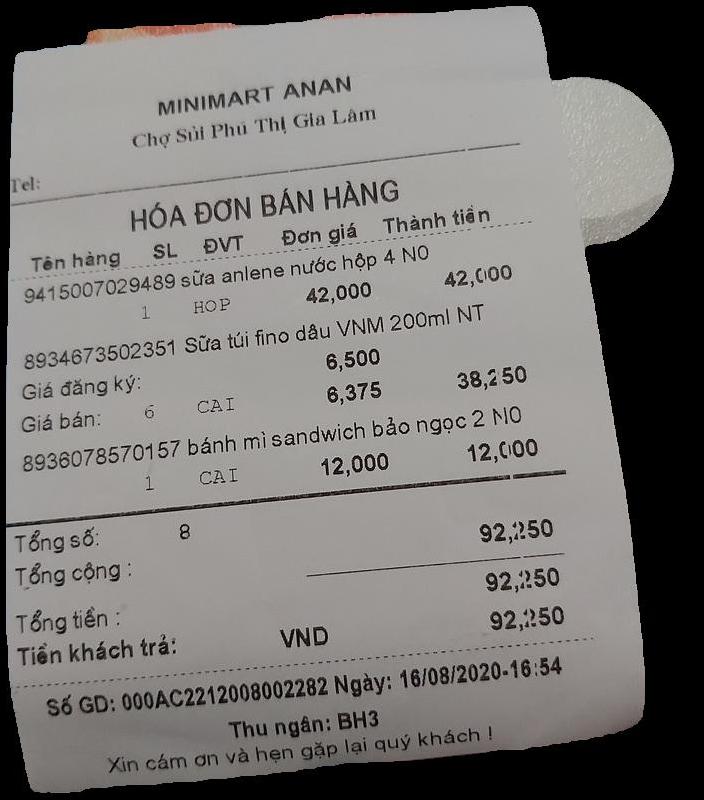 MINIMART ANAN
Chợ Sủi Phú Thị Gia Lâm
Tel:
HÓA ĐƠN BÁN HÀNG
Tên hàng SL ĐVT Đơn giá Thành tiền
9415007029489 sữa anlene nước hộp 4 N0
1 HOP 42,000 42,000
8934673502351 Sữa túi fino dâu VNM 200ml NT
Giá đăng ký: 6,500
Giá bán: 6 CAI 6,375 38,250
8936078570157 bánh mì sandwich bảo ngọc 2 N0
1 CAI 12,000 12,000
Tổng số: 8 92,250
Tổng cộng : 92,250
Tổng tiền : 92,250
Tiền khách trả: VND
Số GD: 000AC2212008002282 Ngày: 16/08/2020-16:54
Thu ngân: BH3
Xin cám ơn và hẹn gặp lại quý khách !